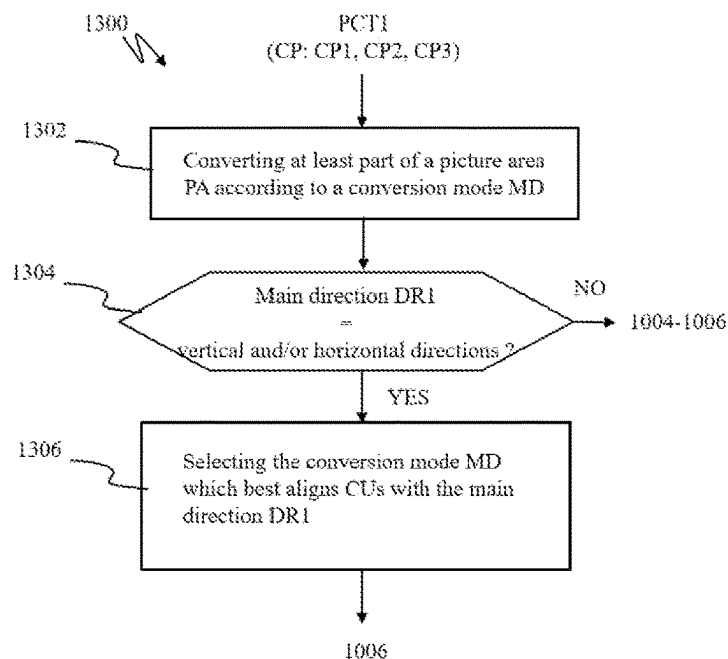 1300
PCT1
(CP: CP1, CP2, CP3)
1302
Converting at least part of a picture area
PA according to a conversion mode MD
1304
Main direction DR1
=
vertical and/or horizontal directions ?
NO
1004-1006
YES
1306
Selecting the conversion mode MD
which best aligns CUs with the main
direction DR1
1006